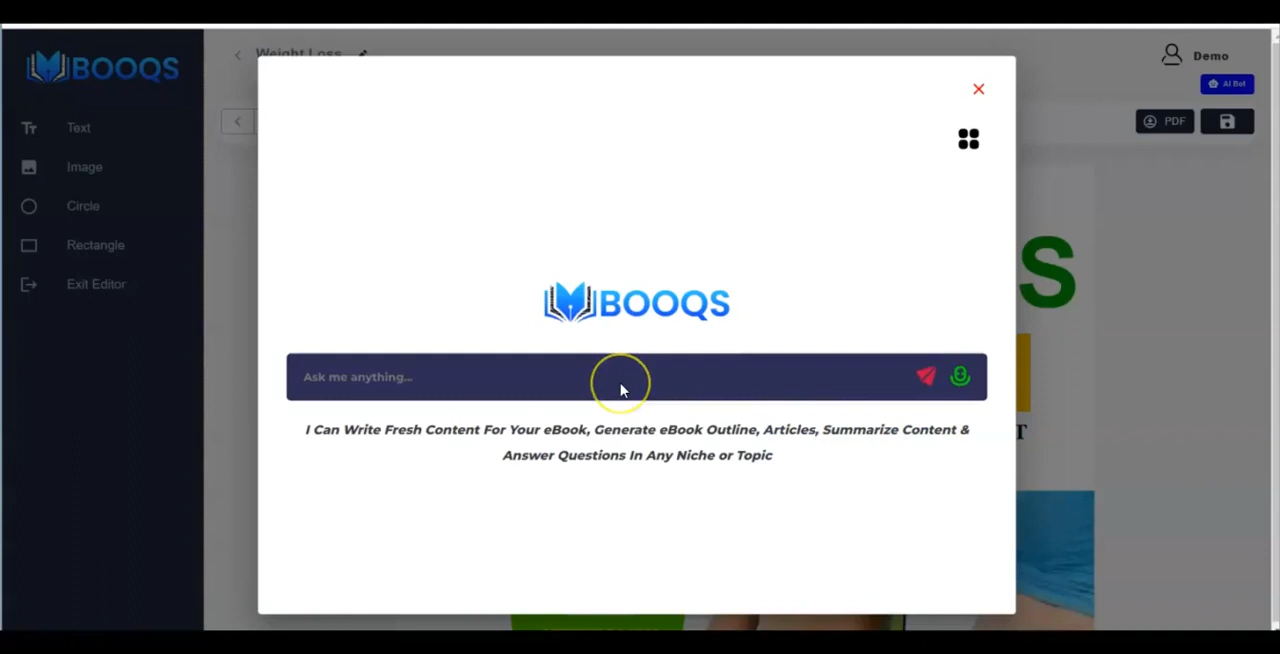 BOOQS
Weight Loss
Demo
AI Bot
PDF
Text
Image
Circle
Rectangle
Exit Editor
S
T
BOOQS
Ask me anything...
I Can Write Fresh Content For Your eBook, Generate eBook Outline, Articles, Summarize Content &
Answer Questions In Any Niche or Topic